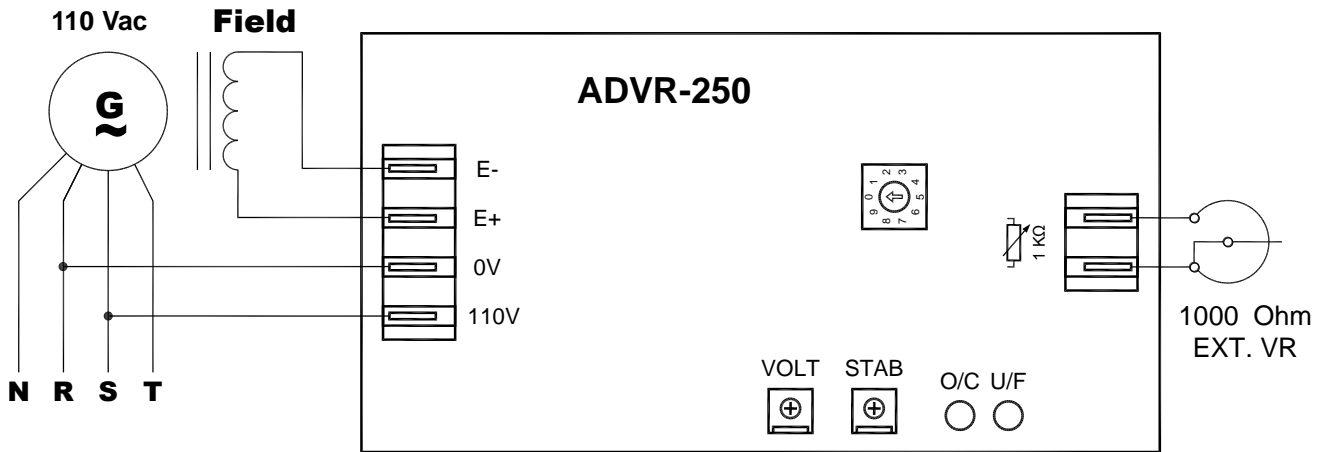 110 Vac
Field
ADVR-250
G
~
E-
E+
0V
110V
0 1 2 3 4 5 6 7 8 9
1 KΩ
1000 Ohm
EXT. VR
VOLT
STAB
O/C U/F
N R S T